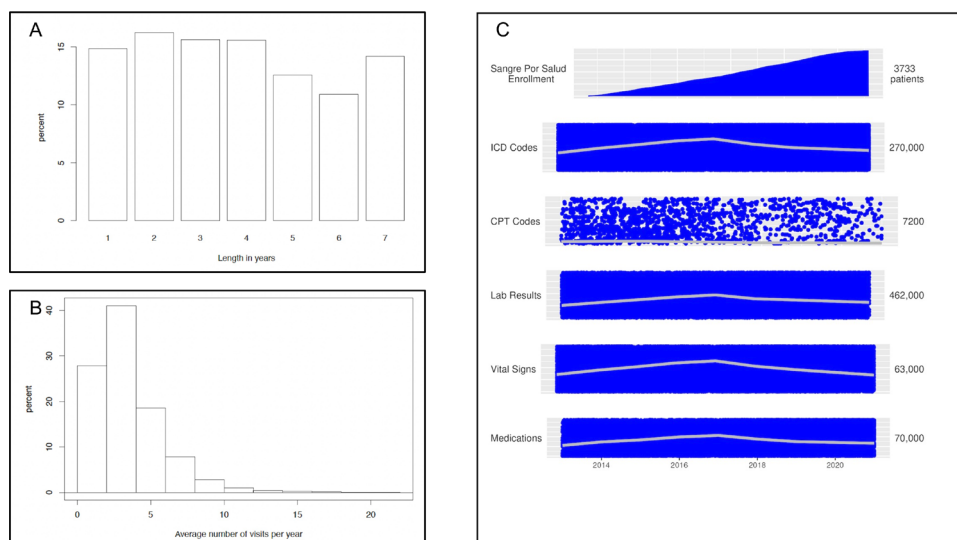 A
15
10
5
0
percent
1 2 3 4 5 6 7
Length in years
B
40
30
20
10
0
percent
0 5 10 15 20
Average number of visits per year
C
Sangre Por Salud
Enrollment
3733
patients
ICD Codes
270,000
CPT Codes
7200
Lab Results
462,000
Vital Signs
63,000
Medications
70,000
2014 2016 2018 2020